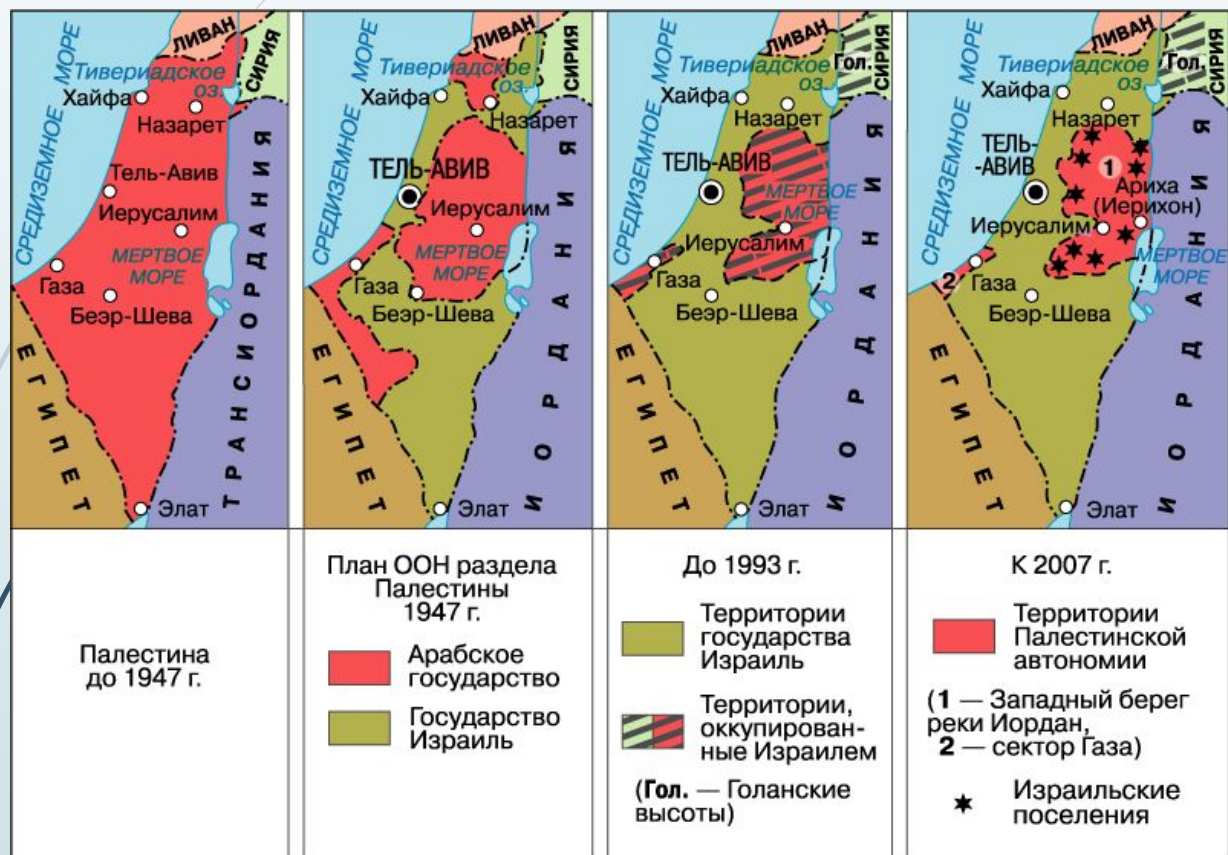 СРЕДИЗЕМНОЕ МОРЕ
ЛИВАН
СИРИЯ
Тивериадское
оз.
Хайфа
Назарет
Тель-Авив
Иерусалим
МЕРТВОЕ
МОРЕ
Газа
Беэр-Шева
ЕГИПЕТ
ТРАНСИОРДАНИЯ
Элат
Палестина
до 1947 г.
СРЕДИЗЕМНОЕ МОРЕ
ЛИВАН
СИРИЯ
Тивериадское
оз.
Хайфа
Назарет
ТЕЛЬ-АВИВ
Иерусалим
МЕРТВОЕ
МОРЕ
Газа
Беэр-Шева
ЕГИПЕТ
ИОРДАНИЯ
Элат
План ООН раздела
Палестины
1947 г.
Арабское
государство
Государство
Израиль
СРЕДИЗЕМНОЕ МОРЕ
ЛИВАН
Гол.
СИРИЯ
Тивериадское
оз.
Хайфа
Назарет
ТЕЛЬ-АВИВ
МЕРТВОЕ
МОРЕ
Иерусалим
Газа
Беэр-Шева
ЕГИПЕТ
ИОРДАНИЯ
Элат
До 1993 г.
Территории
государства
Израиль
Территории,
оккупирован-
ные Израилем
(Гол. — Голанские
высоты)
СРЕДИЗЕМНОЕ МОРЕ
ЛИВАН
Гол.
СИРИЯ
Тивериадское
оз.
Хайфа
Назарет
ТЕЛЬ-
-АВИВ
1
Ариха
(Иерихон)
Иерусалим
МЕРТВОЕ
МОРЕ
2
Газа
Беэр-Шева
ЕГИПЕТ
ИОРДАНИЯ
Элат
К 2007 г.
Территории
Палестинской
автономии
(1 — Западный берег
реки Иордан,
2 — сектор Газа)
Израильские
поселения